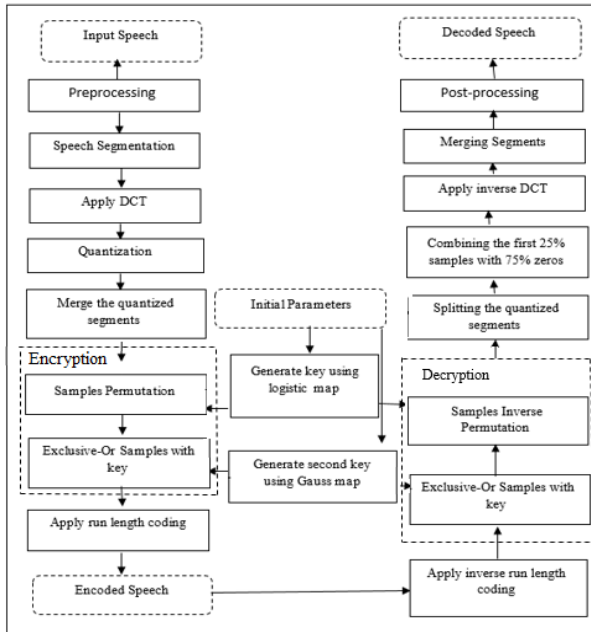 Input Speech
Preprocessing
Speech Segmentation
Apply DCT
Quantization
Merge the quantized
segments
Encryption
Samples Permutation
Exclusive-Or Samples with
key
Apply run length coding
Encoded Speech
Initial Parameters
Generate key using
logistic map
Generate second key
using Gauss map
Decoded Speech
Post-processing
Merging Segments
Apply inverse DCT
Combining the first 25%
samples with 75% zeros
Splitting the quantized
segments
Decryption
Samples Inverse
Permutation
Exclusive-Or Samples with
key
Apply inverse run length
coding